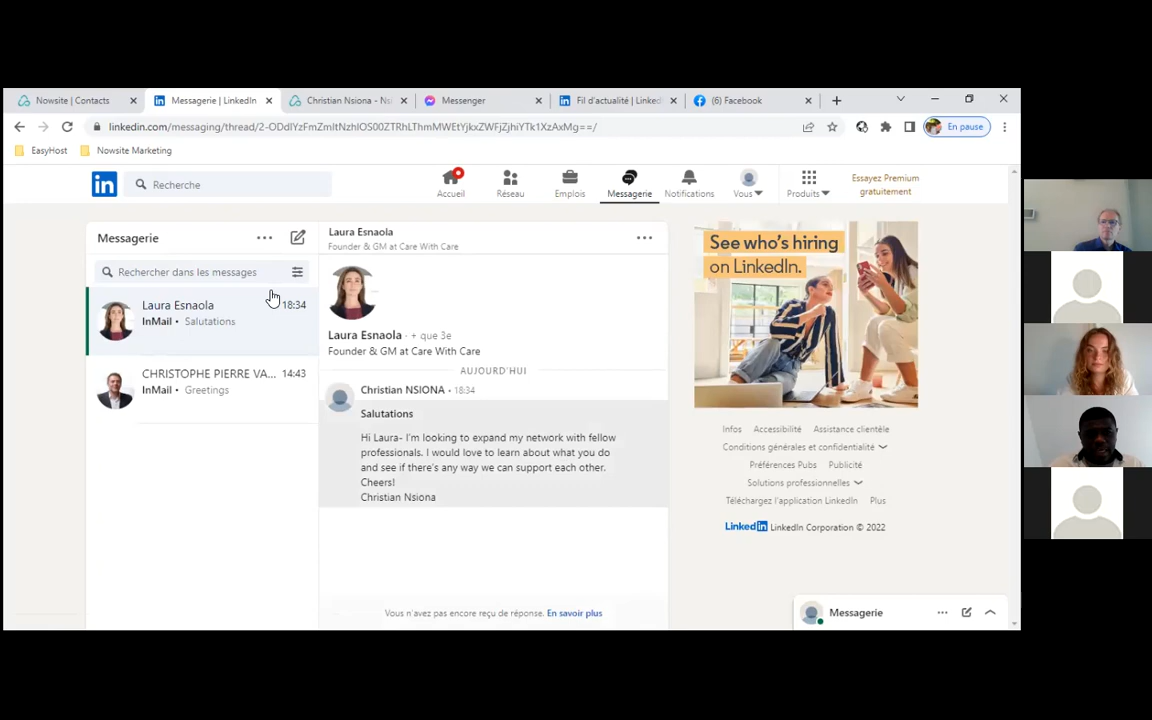 Nowsite | Contacts
Messagerie | LinkedIn
Christian Nsiona - Nsi
Messenger
Fil d'actualité | Linked
(6) Facebook
EasyHost
Nowsite Marketing
En pause
in
Recherche
Accueil
Réseau
Emplois
Messagerie
Notifications
Vous
Produits
Essayez Premium
gratuitement
Messagerie
Rechercher dans les messages
Laura Esnaola
18:34
InMail • Salutations
CHRISTOPHE PIERRE VA...
14:43
InMail • Greetings
Laura Esnaola
Founder & GM at Care With Care
Laura Esnaola · + que 3e
Founder & GM at Care With Care
AUJOURD'HUI
Christian NSIONA • 18:34
Salutations
Hi Laura- I'm looking to expand my network with fellow
professionals. I would love to learn about what you do
and see if there's any way we can support each other.
Cheers!
Christian Nsiona
Vous n'avez pas encore reçu de réponse. En savoir plus
See who's hiring
on LinkedIn.
Infos Accessibilité Assistance clientèle
Conditions générales et confidentialité
Préférences Pubs Publicité
Solutions professionnelles
Téléchargez l'application LinkedIn Plus
LinkedIn LinkedIn Corporation © 2022
Messagerie